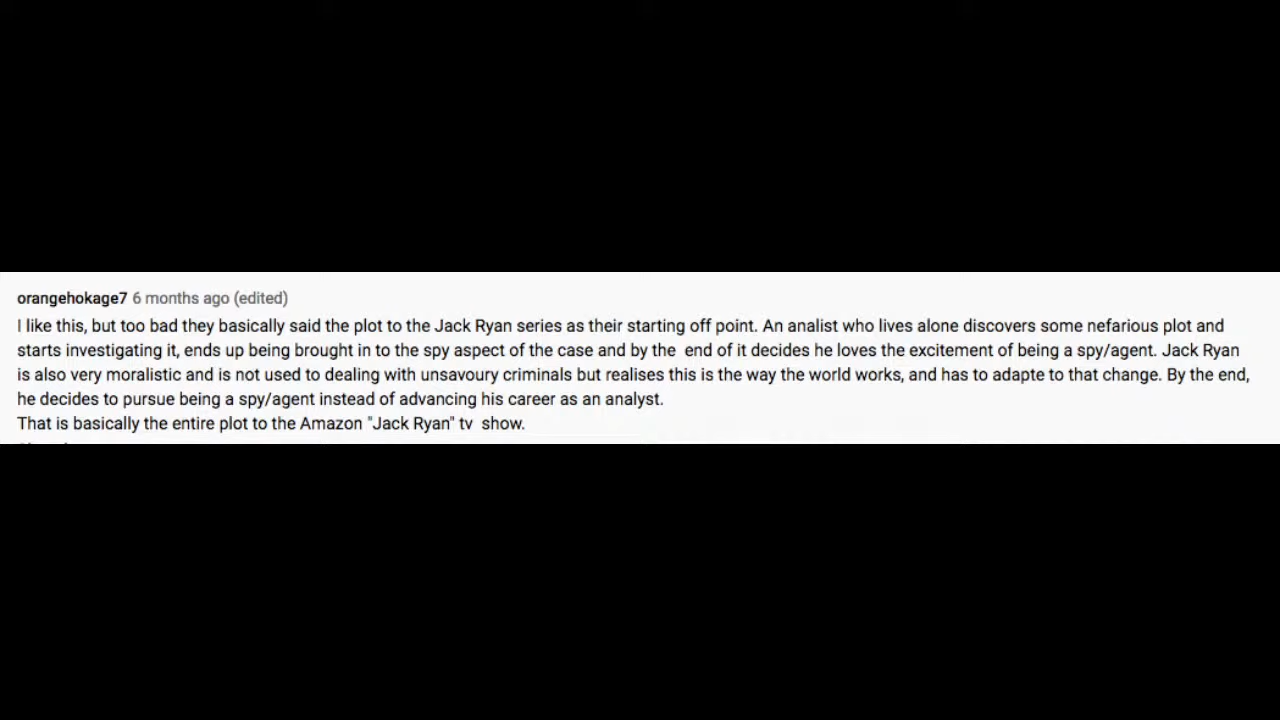 orangehokage7 6 months ago (edited)
I like this, but too bad they basically said the plot to the Jack Ryan series as their starting off point. An analist who lives alone discovers some nefarious plot and
starts investigating it, ends up being brought in to the spy aspect of the case and by the  end of it decides he loves the excitement of being a spy/agent. Jack Ryan
is also very moralistic and is not used to dealing with unsavoury criminals but realises this is the way the world works, and has to adapte to that change. By the end,
he decides to pursue being a spy/agent instead of advancing his career as an analyst.
That is basically the entire plot to the Amazon "Jack Ryan" tv  show.